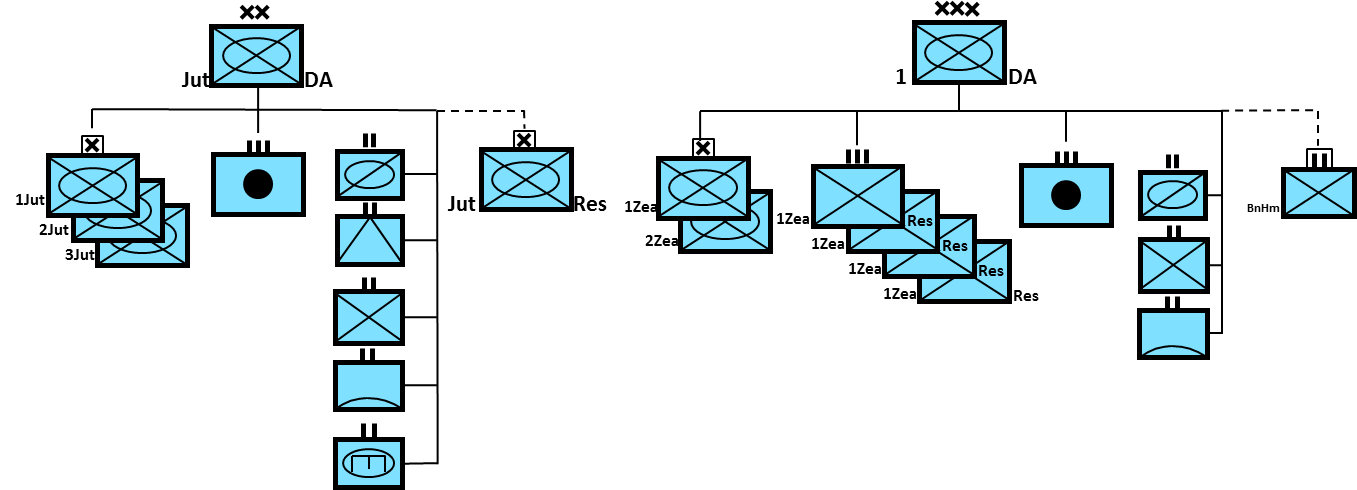 Jut DA
1Jut
2Jut
3Jut
Jut Res
1 DA
1Zea
2Zea
1Zea
1Zea Res
1Zea Res
1Zea Res
Res
BnHm